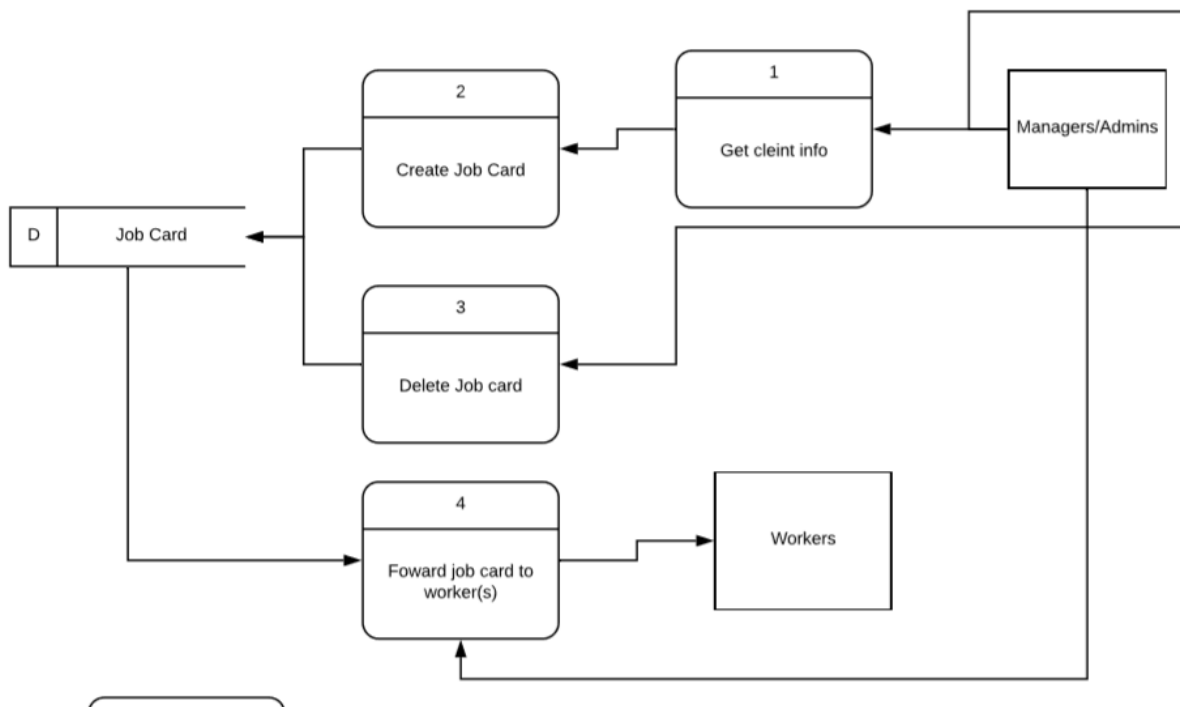 1
Get cleint info
Managers/Admins
2
Create Job Card
D
Job Card
3
Delete Job card
4
Foward job card to
worker(s)
Workers